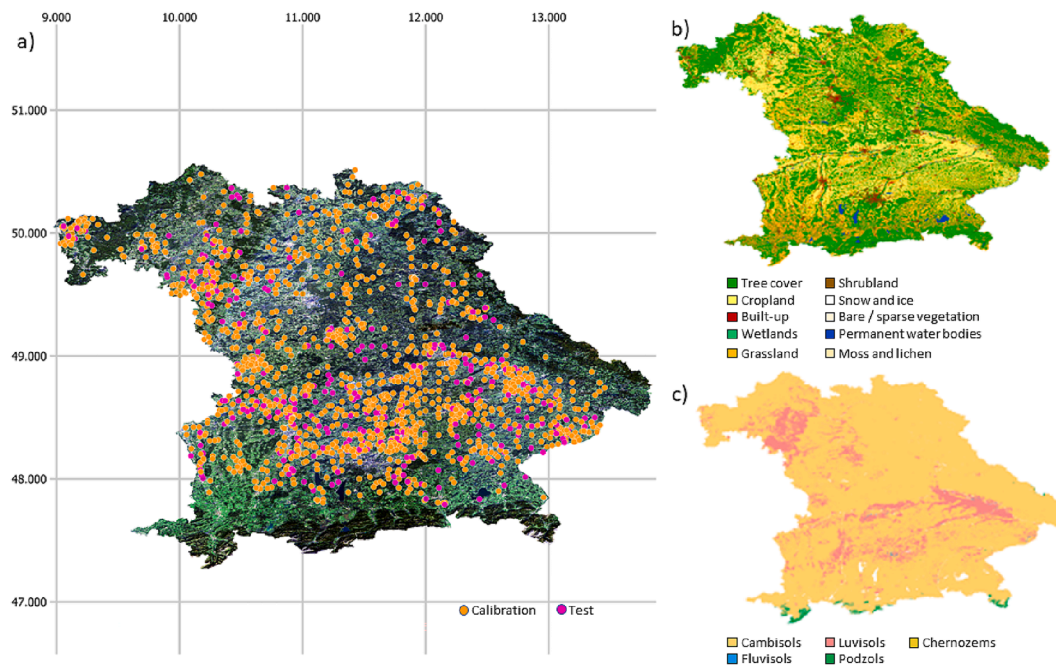 9.000 10.000 11.000 12.000 13.000
a)
51.000
50.000
49.000
48.000
47.000
Calibration Test
b)
Tree cover Shrubland
Cropland Snow and ice
Built-up Bare / sparse vegetation
Wetlands Permanent water bodies
Grassland Moss and lichen
c)
Cambisols Luvisols Chernozems
Fluvisols Podzols